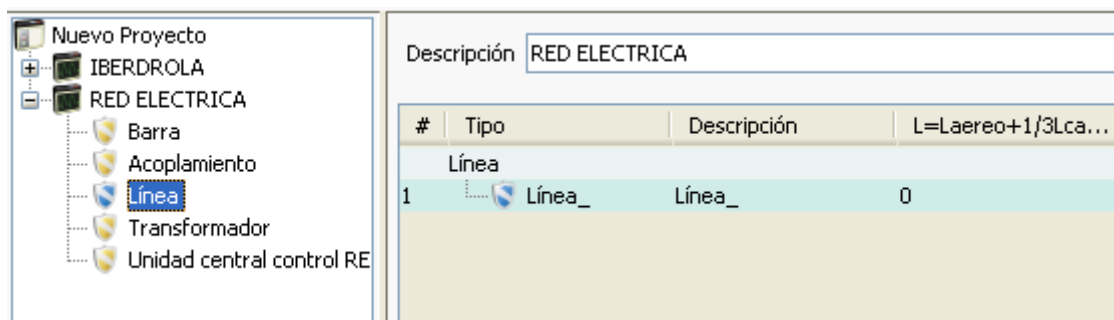 Nuevo Proyecto
IBERDROLA
RED ELECTRICA
Barra
Acoplamiento
Línea
Transformador
Unidad central control RE
Descripción RED ELECTRICA
# Tipo Descripción L=Laereo+1/3Lca...
Línea
1 Línea_ Línea_ 0